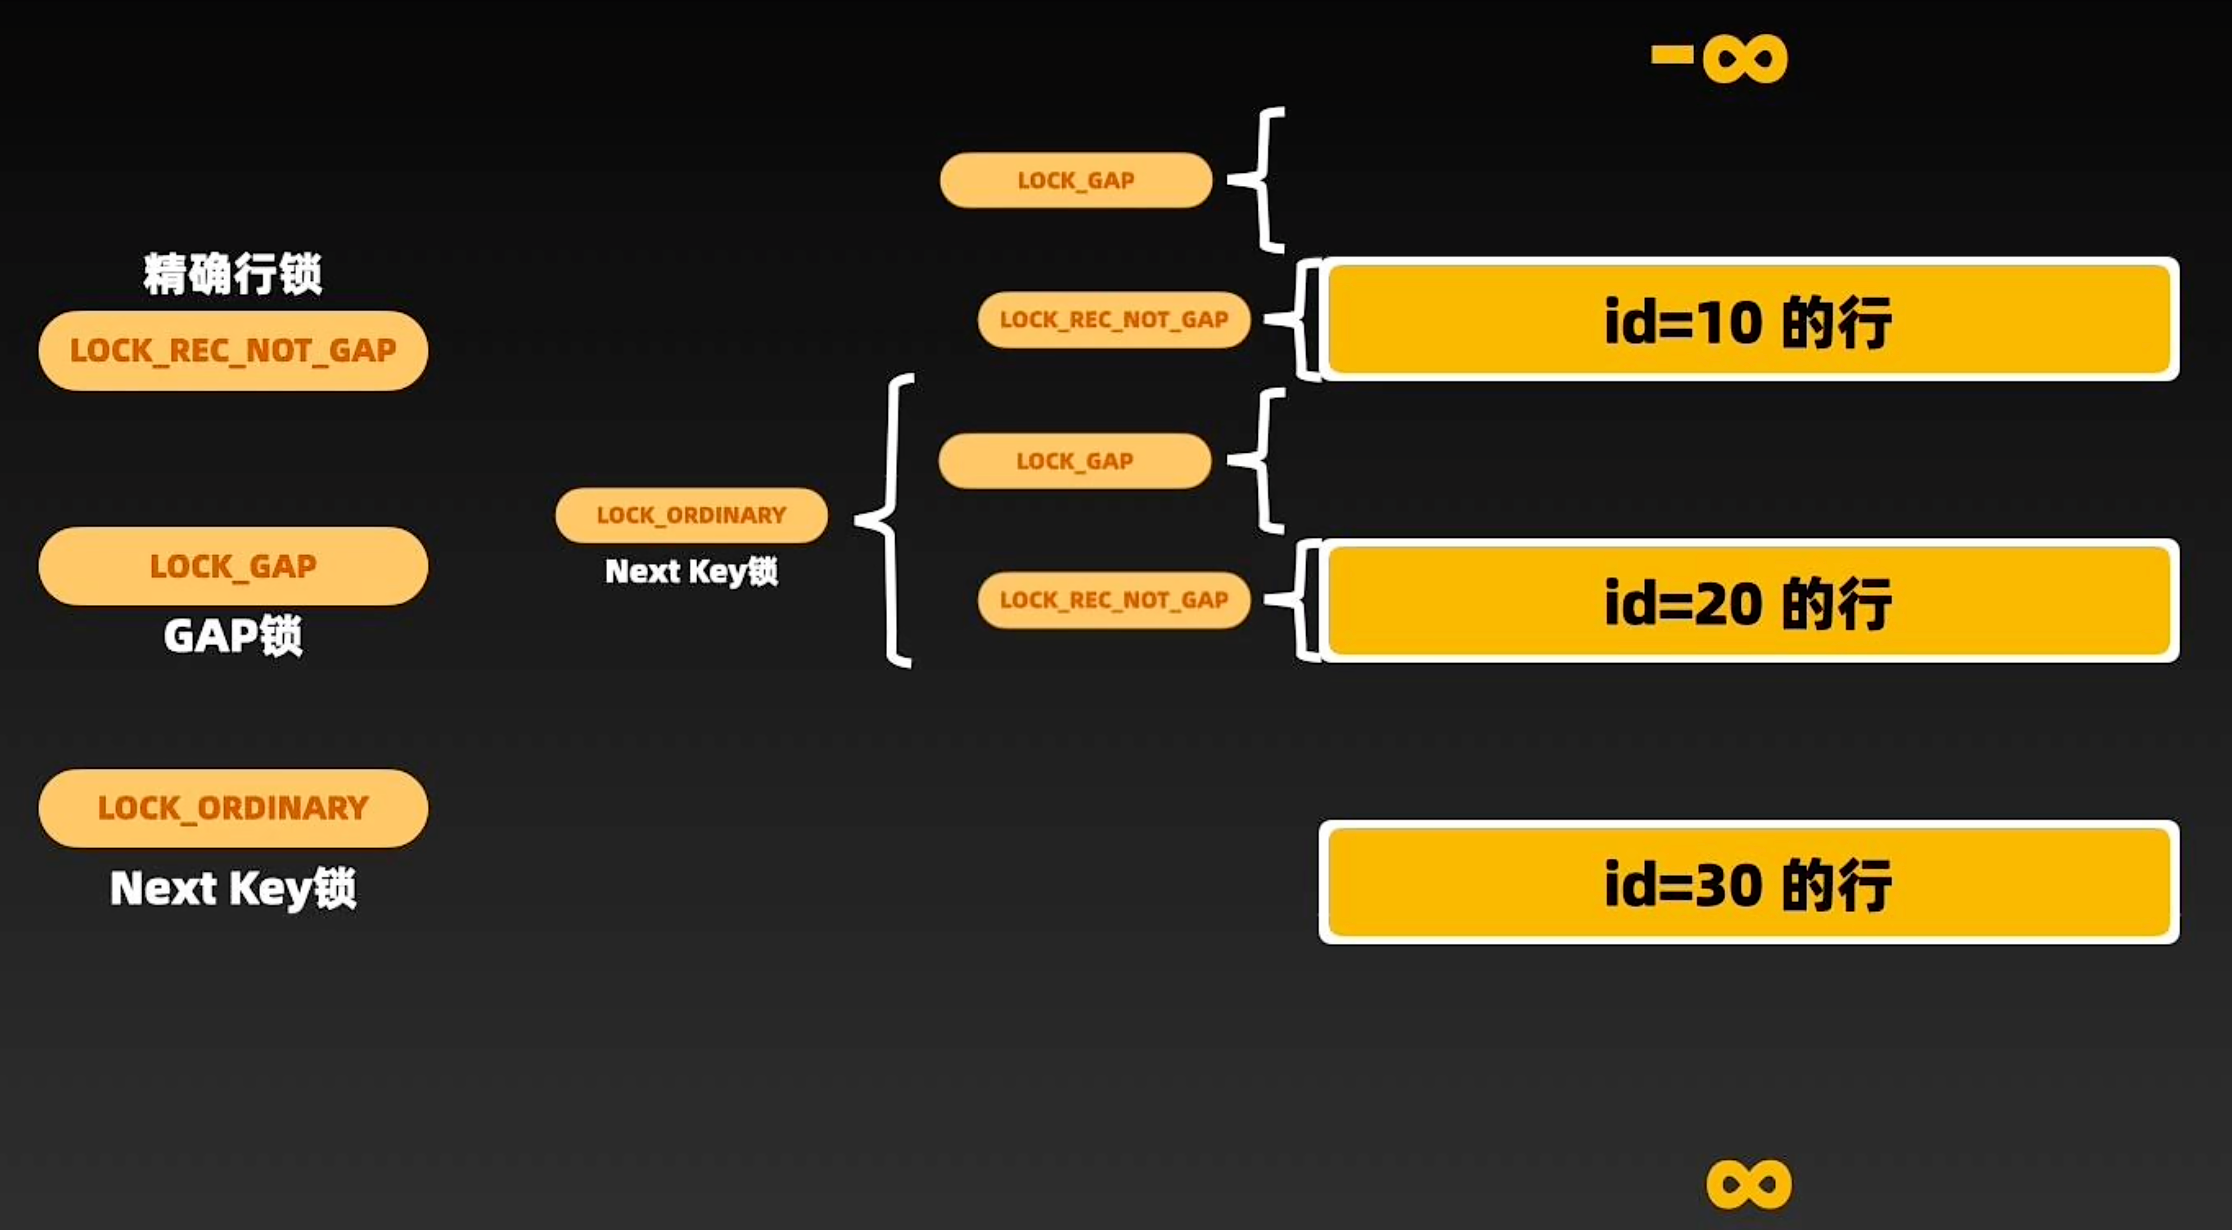 -∞
LOCK_GAP
精确行锁
LOCK_REC_NOT_GAP
LOCK_REC_NOT_GAP
id=10 的行
LOCK_GAP
LOCK_ORDINARY
Next Key锁
LOCK_GAP
GAP锁
LOCK_REC_NOT_GAP
id=20 的行
LOCK_ORDINARY
Next Key锁
id=30 的行
∞